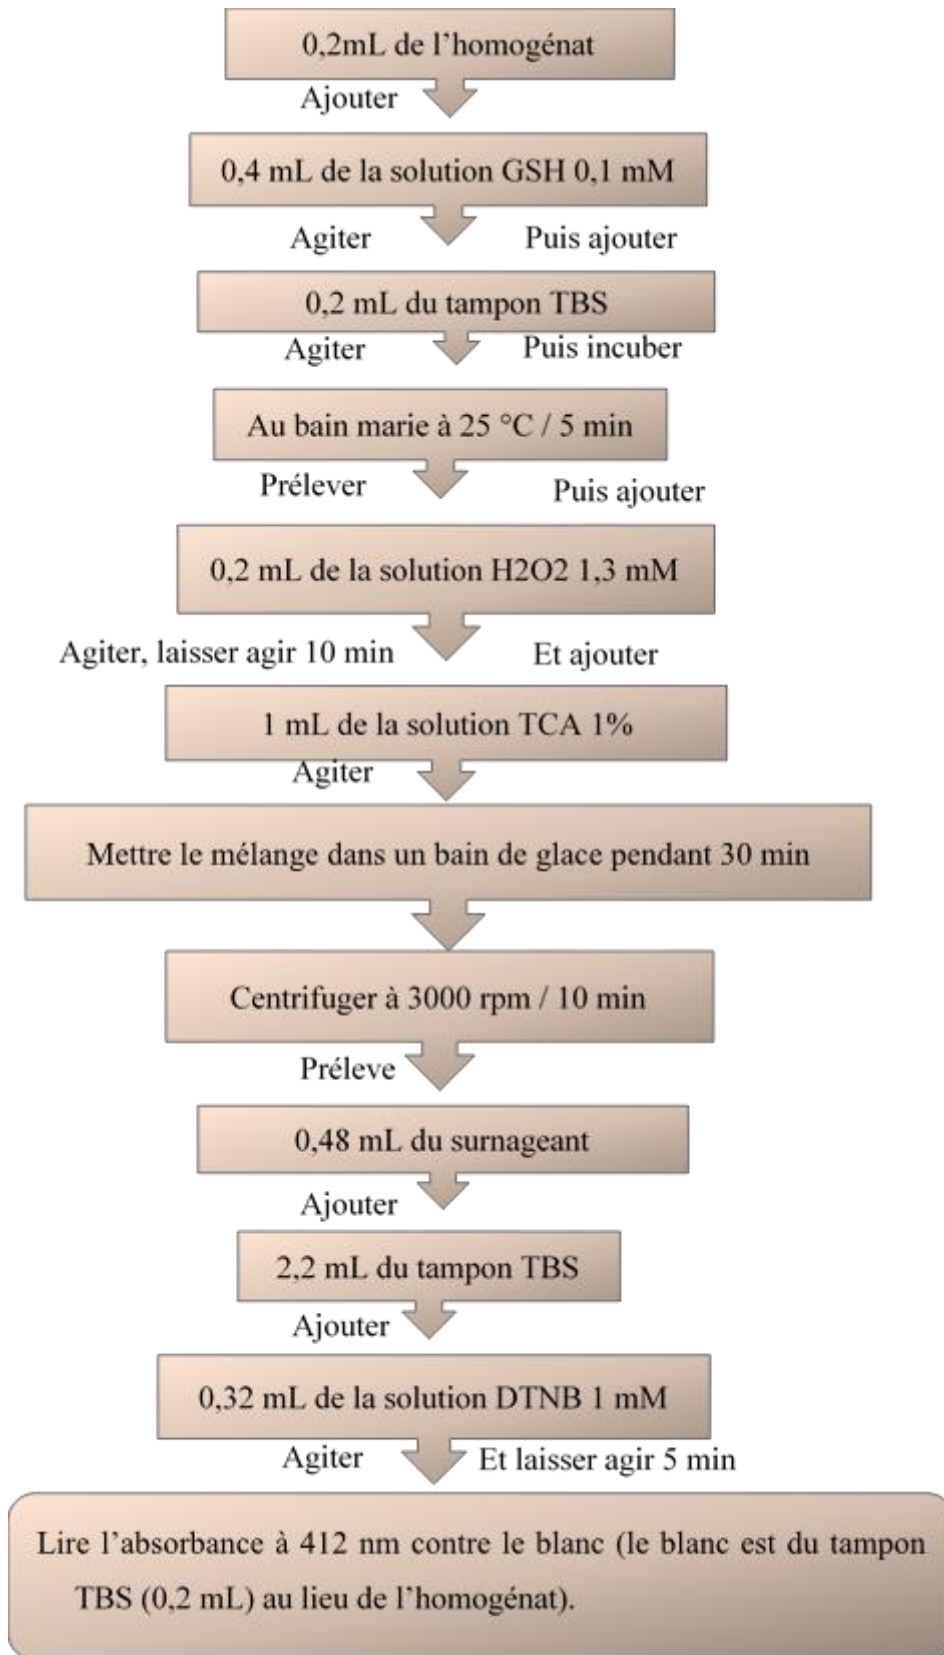 0,2mL de l’homogénat
Ajouter
0,4 mL de la solution GSH 0,1 mM
Agiter Puis ajouter
0,2 mL du tampon TBS
Agiter Puis incuber
Au bain marie à 25 °C / 5 min
Prélever Puis ajouter
0,2 mL de la solution H2O2 1,3 mM
Agiter, laisser agir 10 min Et ajouter
1 mL de la solution TCA 1%
Agiter
Mettre le mélange dans un bain de glace pendant 30 min
Centrifuger à 3000 rpm / 10 min
Préleve
0,48 mL du surnageant
Ajouter
2,2 mL du tampon TBS
Ajouter
0,32 mL de la solution DTNB 1 mM
Agiter Et laisser agir 5 min
Lire l’absorbance à 412 nm contre le blanc (le blanc est du tampon
TBS (0,2 mL) au lieu de l’homogénat).